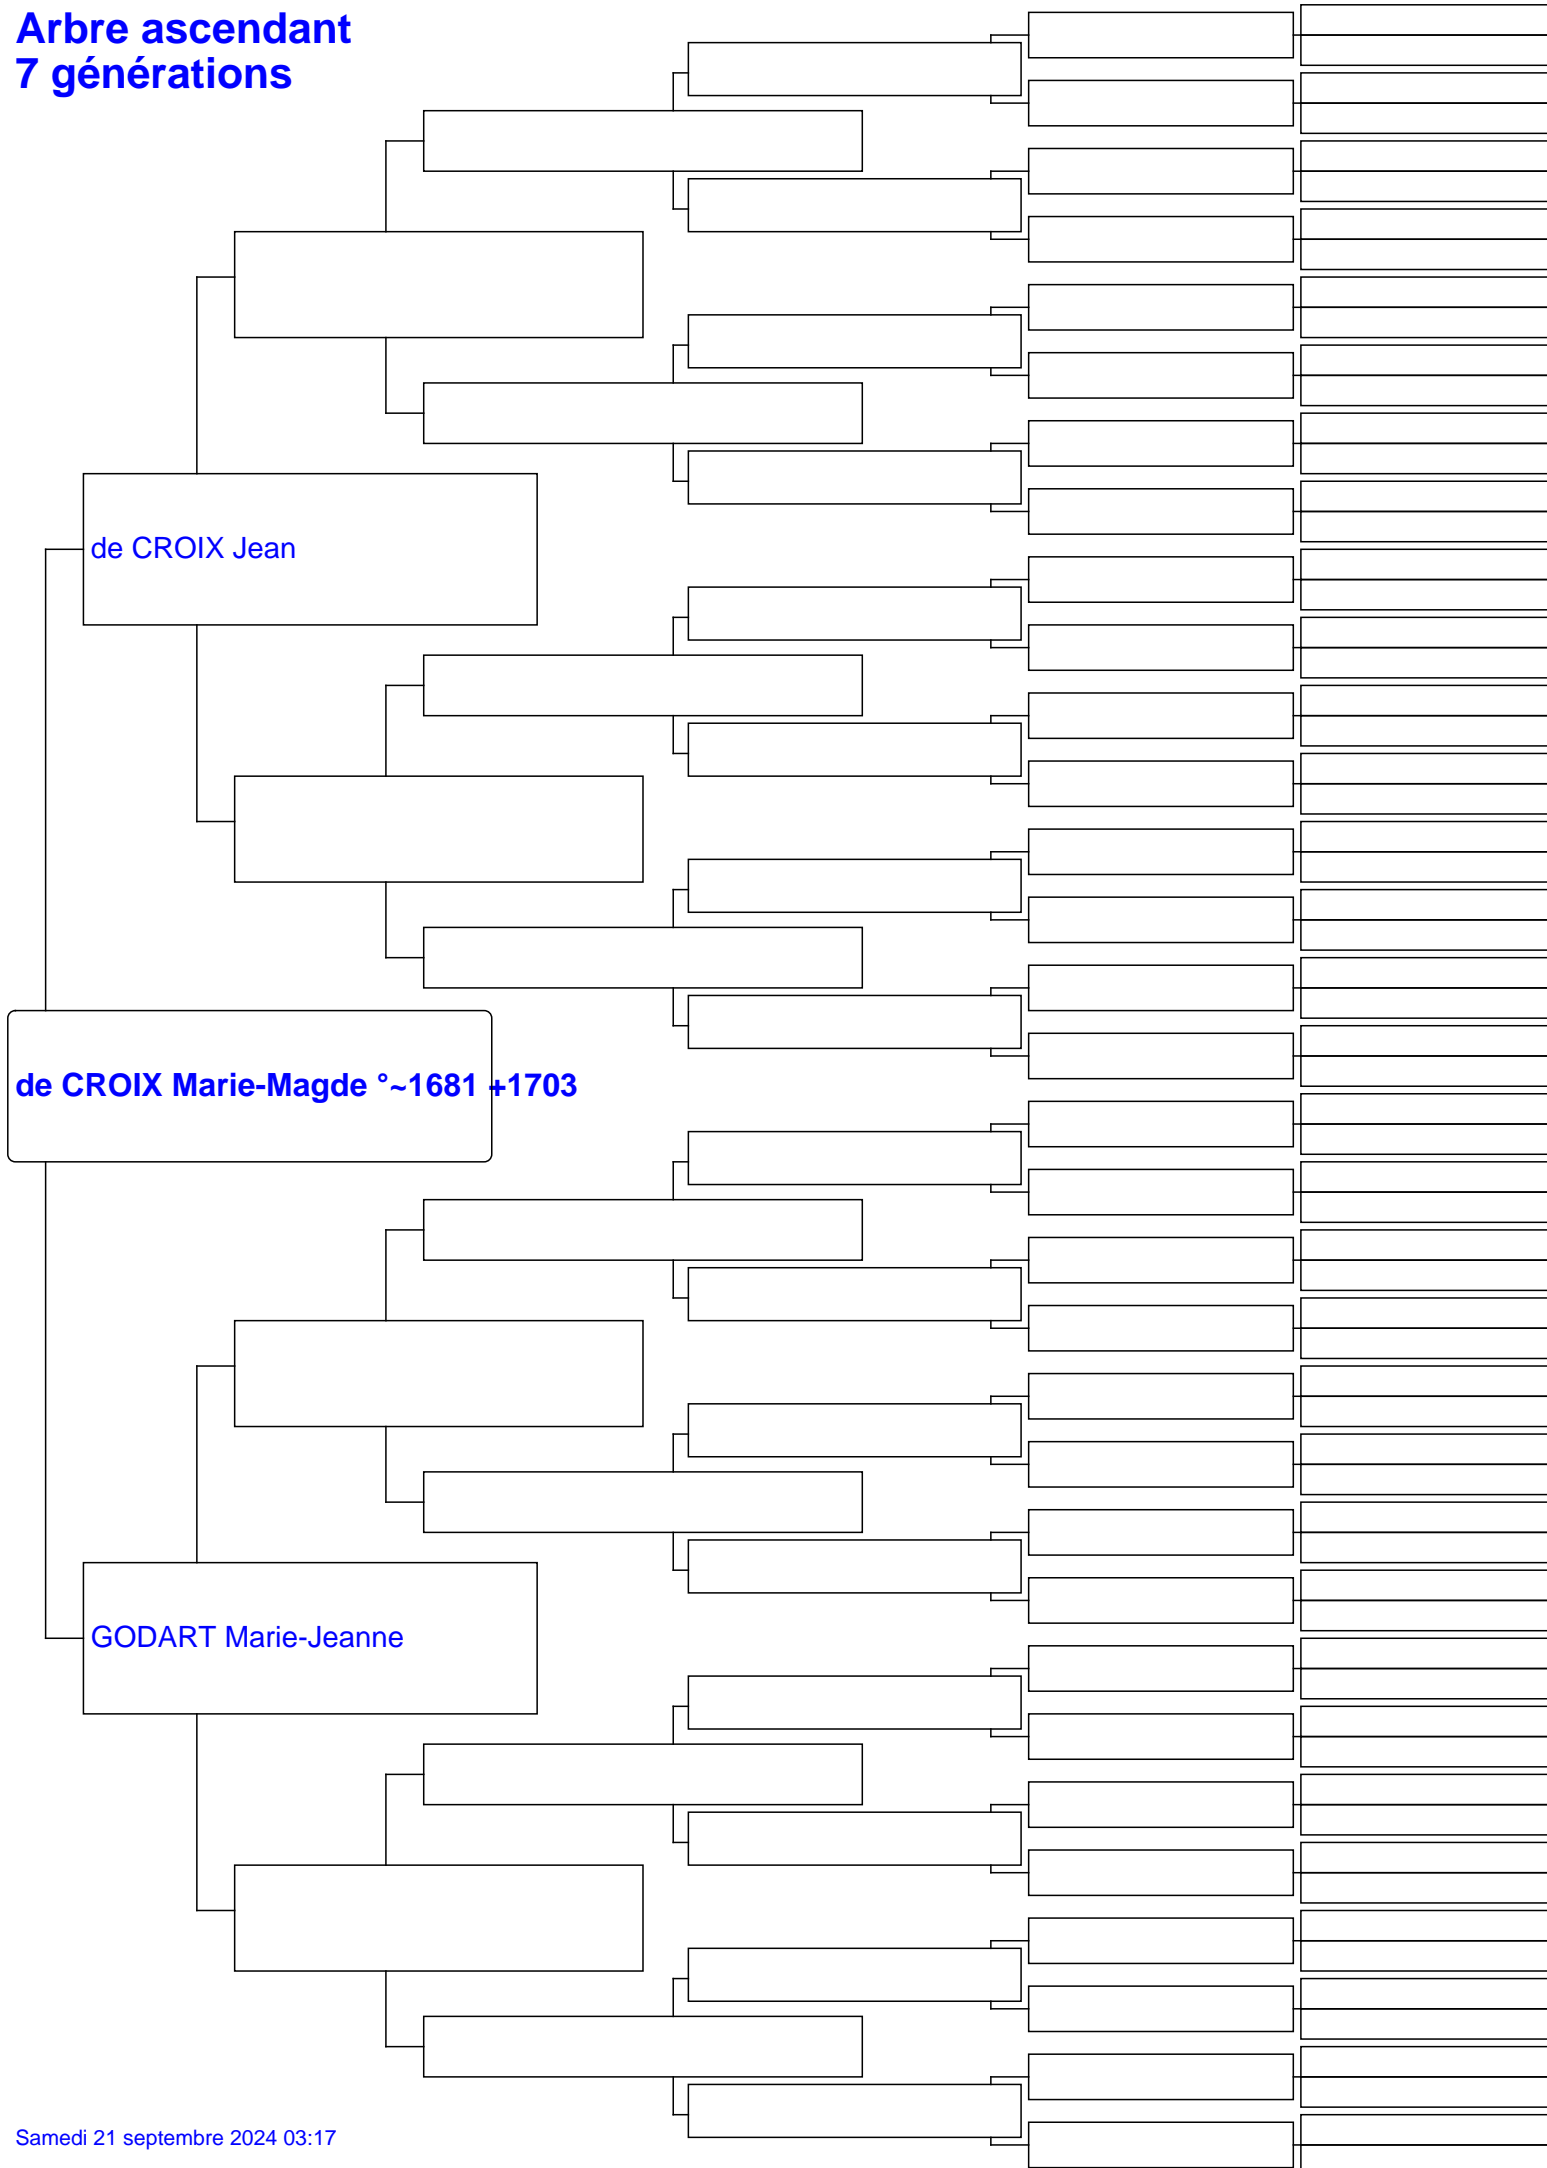 Arbre ascendant
7 générations
de CROIX Jean
de CROIX Marie-Magde °~1681 +1703
GODART Marie-Jeanne
Samedi 21 septembre 2024 03:17